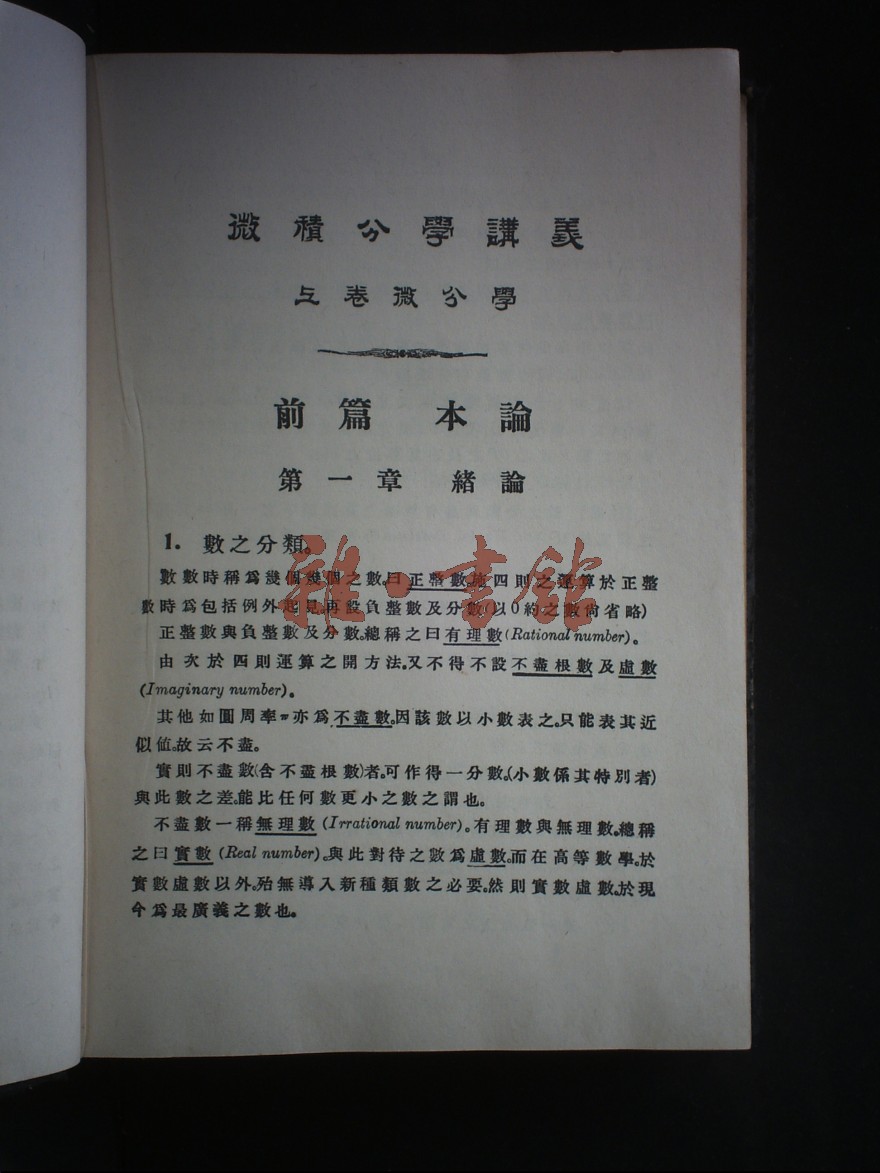 微積分學講義
上卷微分學
前篇 本論
第一章 緒論
1. 數之分類。
數數時稱爲幾個幾個之數。曰正整數。施四則之運算於正整
數時爲包括例外起見。再設負整數及分數(以0約之數尙省略)
正整數與負整數及分數。總稱之曰有理數(Rational number)。
由次於四則運算之開方法。又不得不設不盡根數及虛數
(Imaginary number)。
其他如圓周率π亦爲不盡數。因該數以小數表之。只能表其近
似値。故云不盡。
實則不盡數(含不盡根數)者。可作得一分數。(小數係其特別者)
與此數之差。能比任何數更小之數之謂也。
不盡數一稱無理數(Irrational number)。有理數與無理數。總稱
之曰實數(Real number)。與此對待之數爲虛數。而在高等數學。於
實數虛數以外。殆無導入新種類數之必要。然則實數虛數。於現
今爲最廣義之數也。
雅·書館